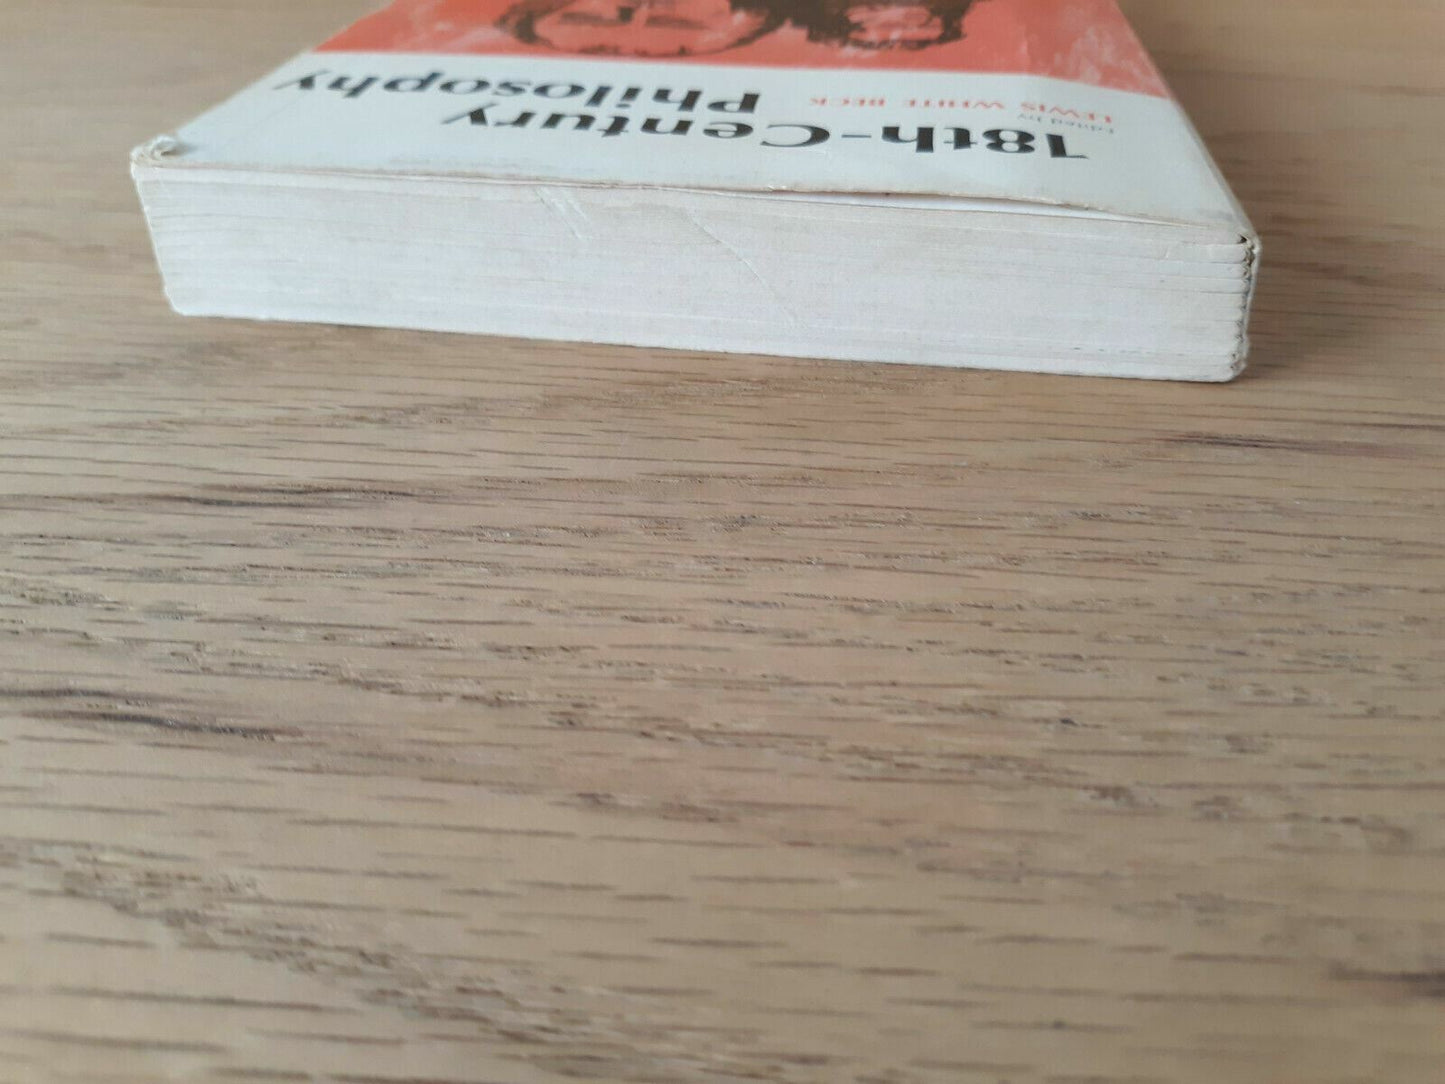 18th-Century
Philosophy
Edited by
LEWIS WHITE BECK